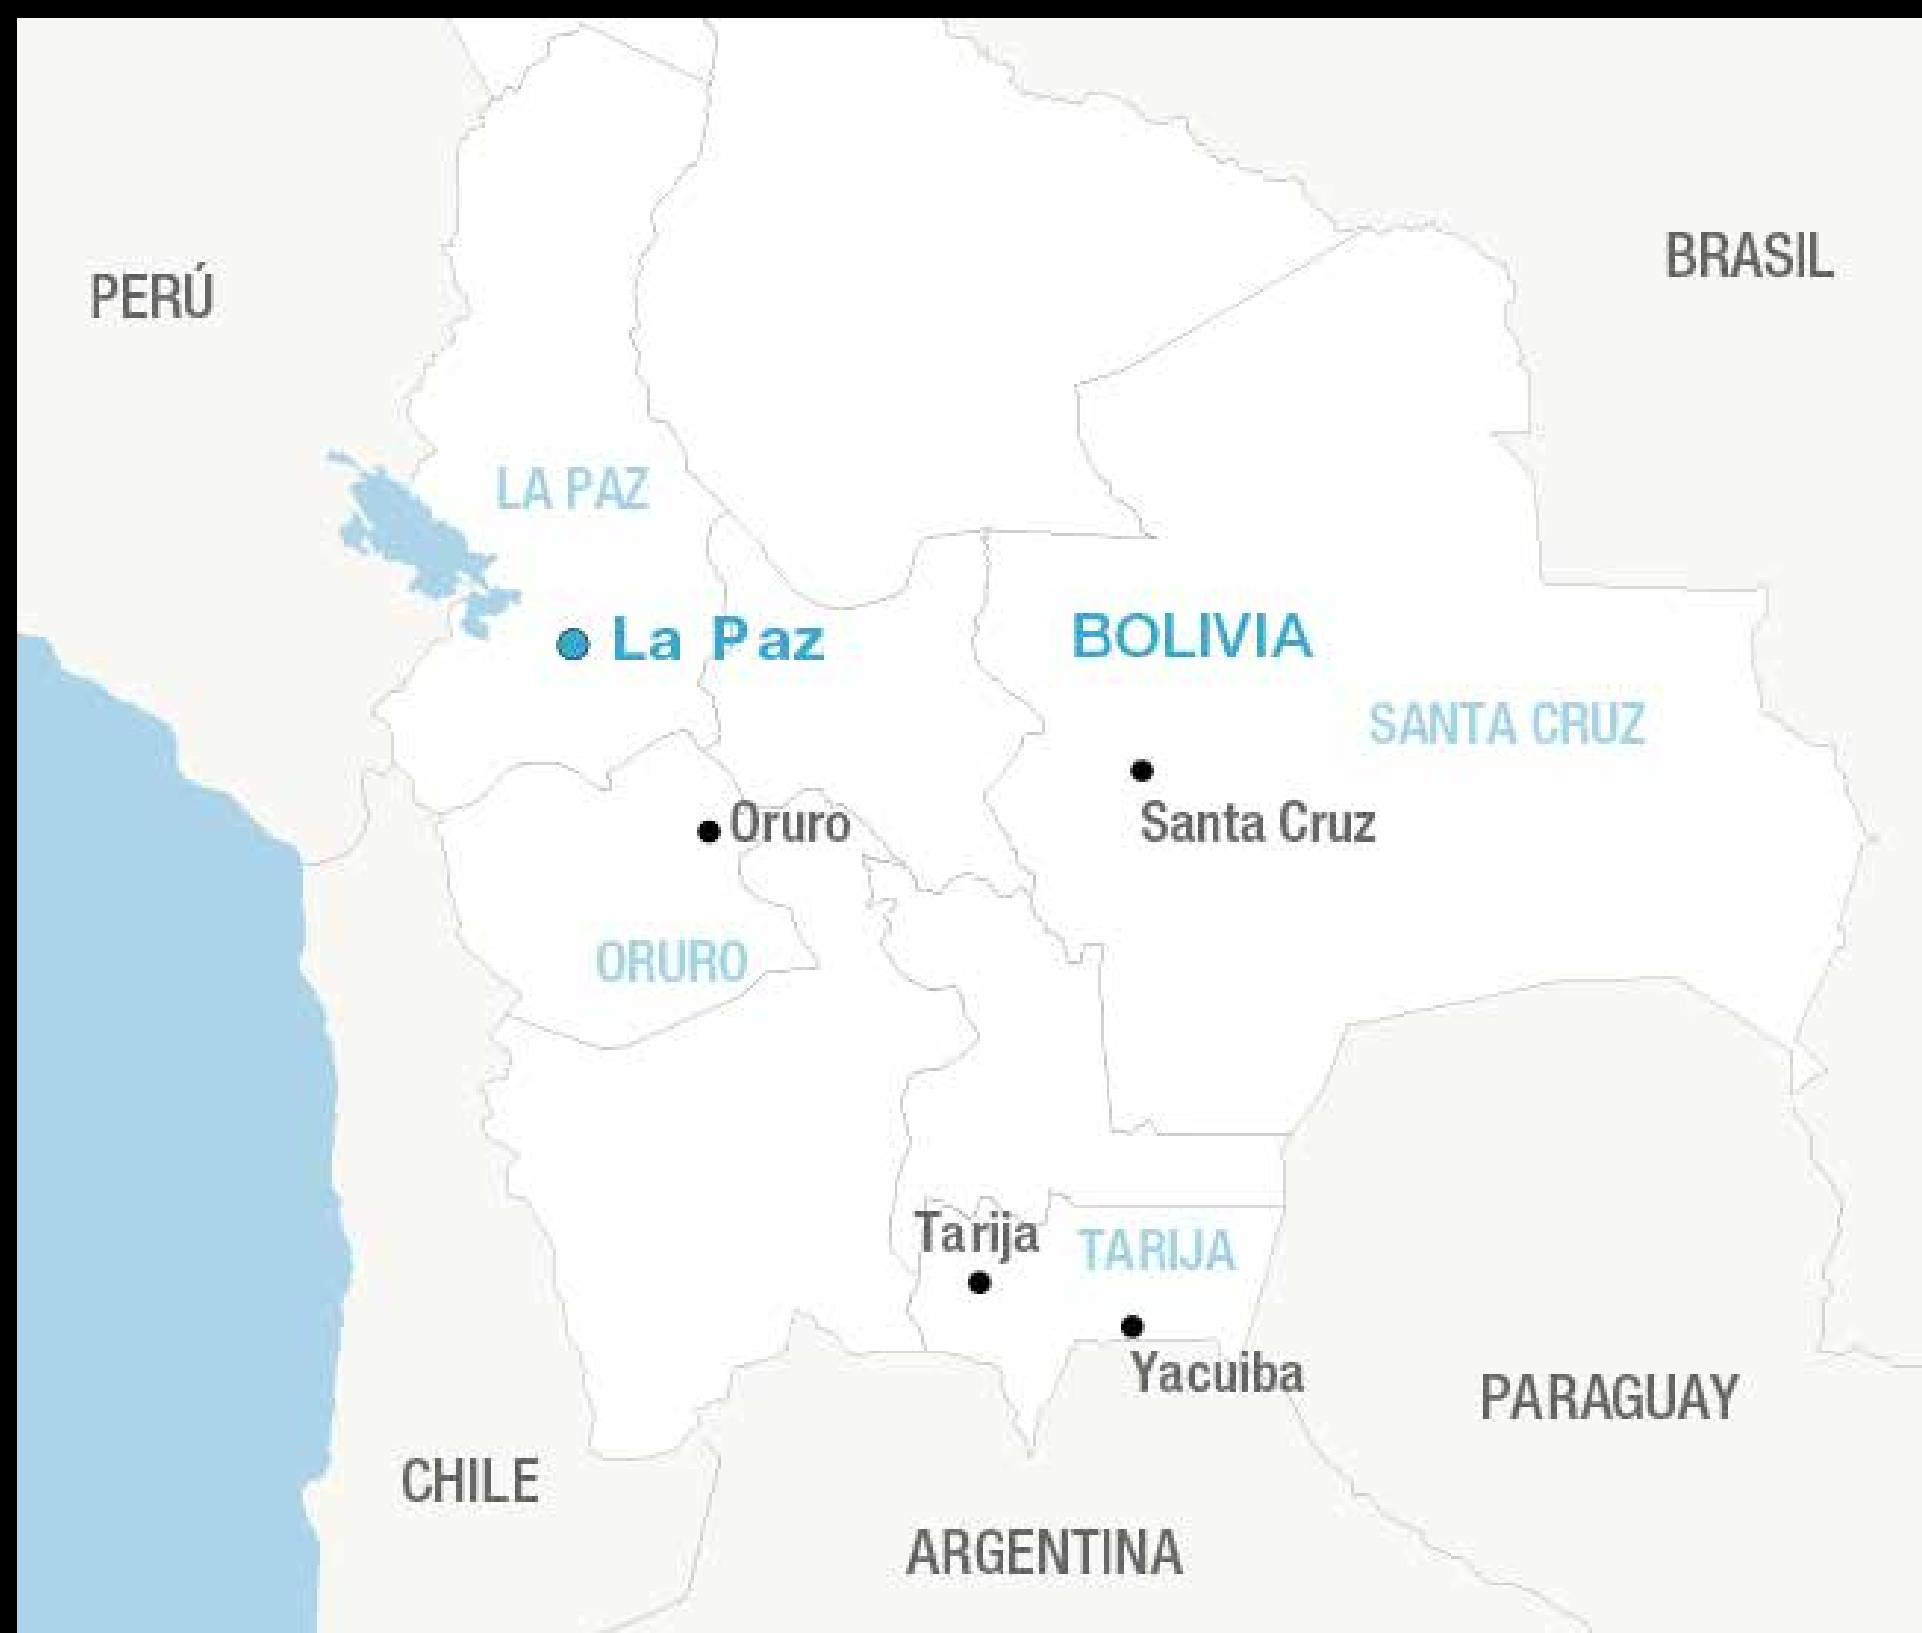 BRASIL
PERÚ
LA PAZ
La Paz
BOLIVIA
SANTA CRUZ
Santa Cruz
Oruro
ORURO
Tarija
TARIJA
Yacuiba
PARAGUAY
CHILE
ARGENTINA